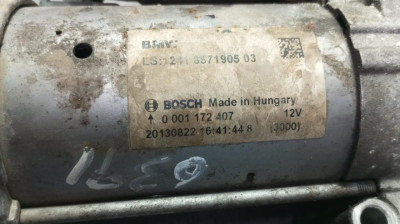 BMW
LS:1241 8571905 03
BOSCH Made in Hungary
0 001 172 407 12V
20130822 16:41:44 8 (3000)